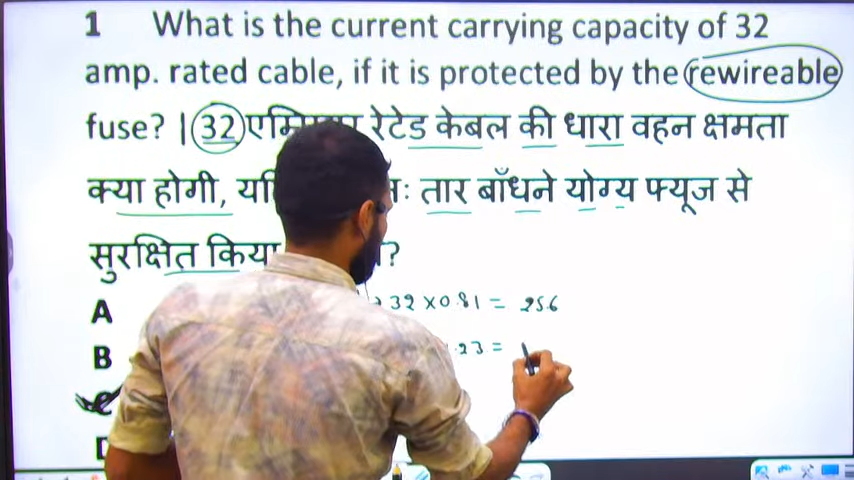 1 What is the current carrying capacity of 32
amp. rated cable, if it is protected by the rewireable
fuse? | 32 रेटेड केबल की धारा वहन क्षमता
क्या होगी, तार बाँधने योग्य फ्यूज से
सुरक्षित किया ?
A 32 × 0.81 = 25.6
B .23 =
C